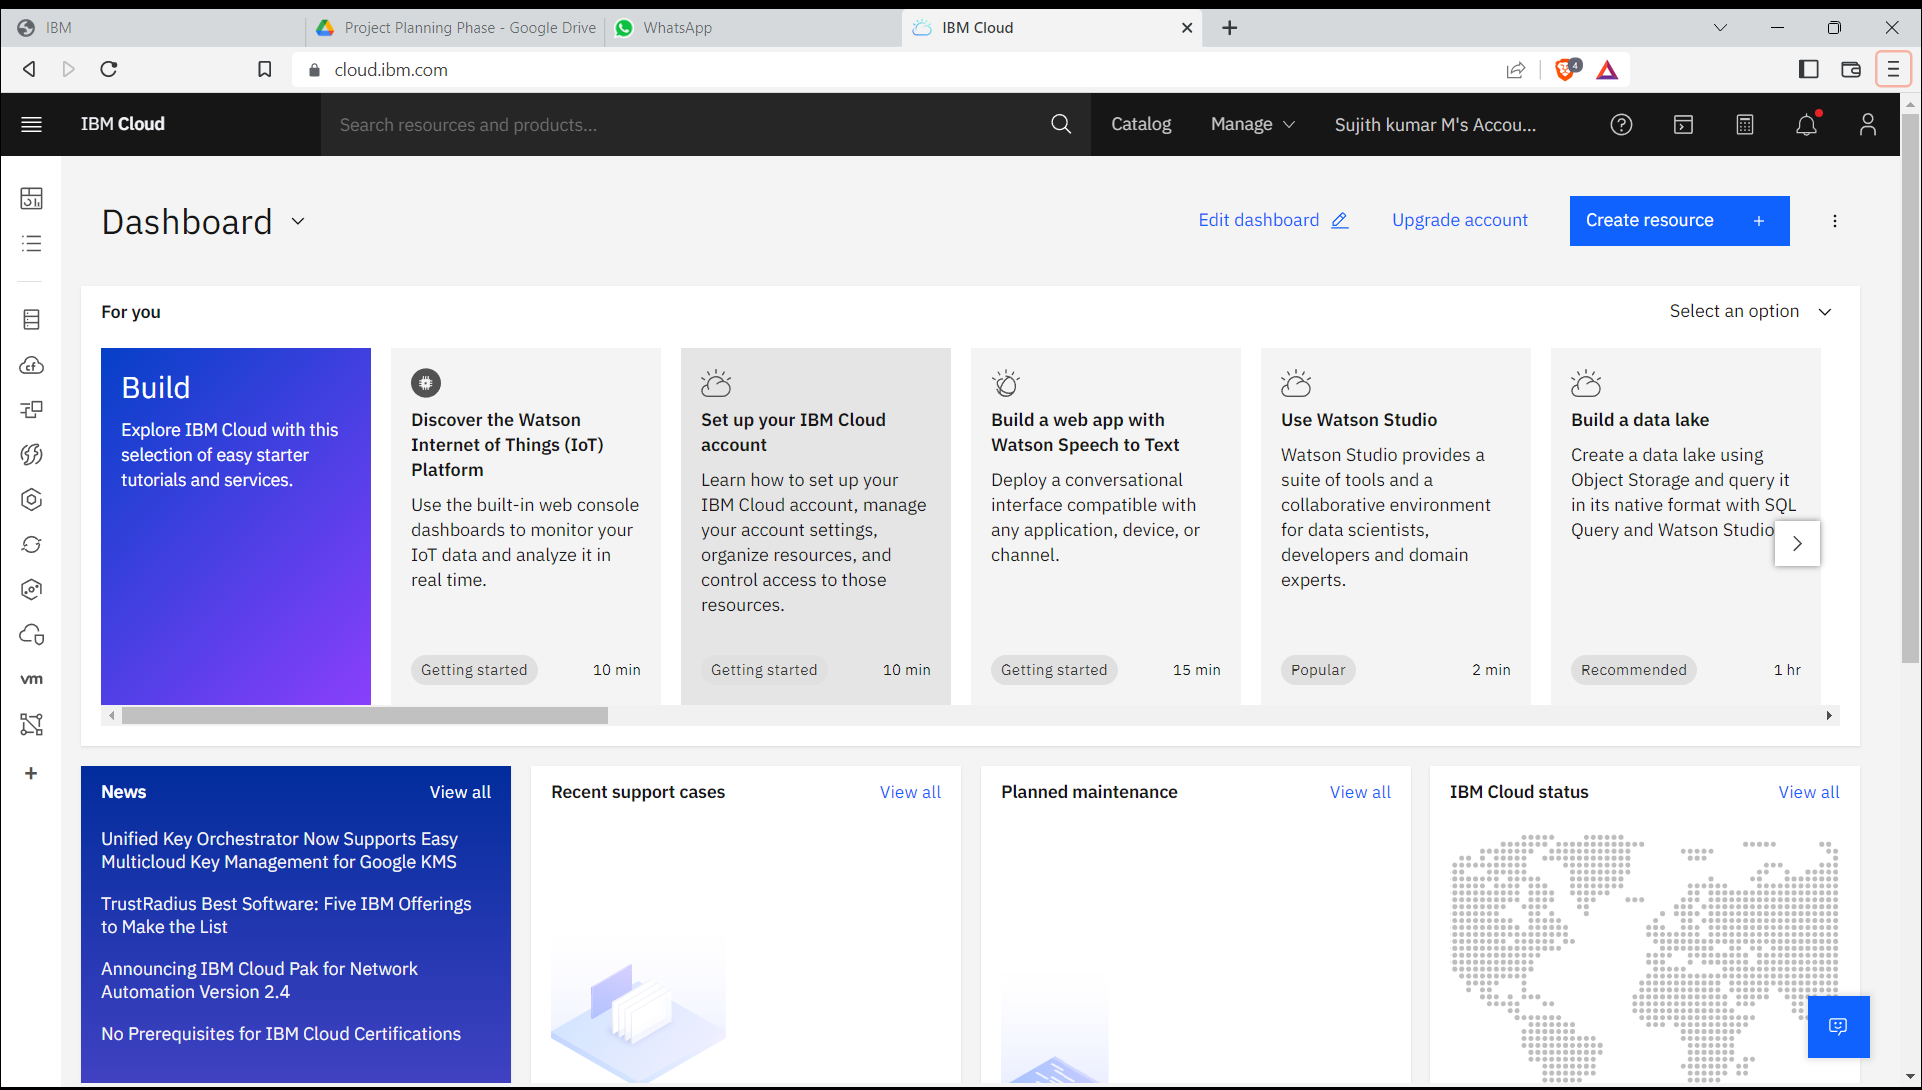 IBM
Project Planning Phase - Google Drive
WhatsApp
IBM Cloud
cloud.ibm.com
4
IBM Cloud
Search resources and products...
Catalog
Manage
Sujith kumar M's Accou...
Dashboard
Edit dashboard
Upgrade account
Create resource +
For you
Select an option
Build
Explore IBM Cloud with this
selection of easy starter
tutorials and services.
Discover the Watson
Internet of Things (IoT)
Platform
Use the built-in web console
dashboards to monitor your
IoT data and analyze it in
real time.
Getting started
10 min
Set up your IBM Cloud
account
Learn how to set up your
IBM Cloud account, manage
your account settings,
organize resources, and
control access to those
resources.
Getting started
10 min
Build a web app with
Watson Speech to Text
Deploy a conversational
interface compatible with
any application, device, or
channel.
Getting started
15 min
Use Watson Studio
Watson Studio provides a
suite of tools and a
collaborative environment
for data scientists,
developers and domain
experts.
Popular
2 min
Build a data lake
Create a data lake using
Object Storage and query it
in its native format with SQL
Query and Watson Studio
Recommended
1 hr
cf
vm
News
View all
Unified Key Orchestrator Now Supports Easy
Multicloud Key Management for Google KMS
TrustRadius Best Software: Five IBM Offerings
to Make the List
Announcing IBM Cloud Pak for Network
Automation Version 2.4
No Prerequisites for IBM Cloud Certifications
Recent support cases
View all
Planned maintenance
View all
IBM Cloud status
View all